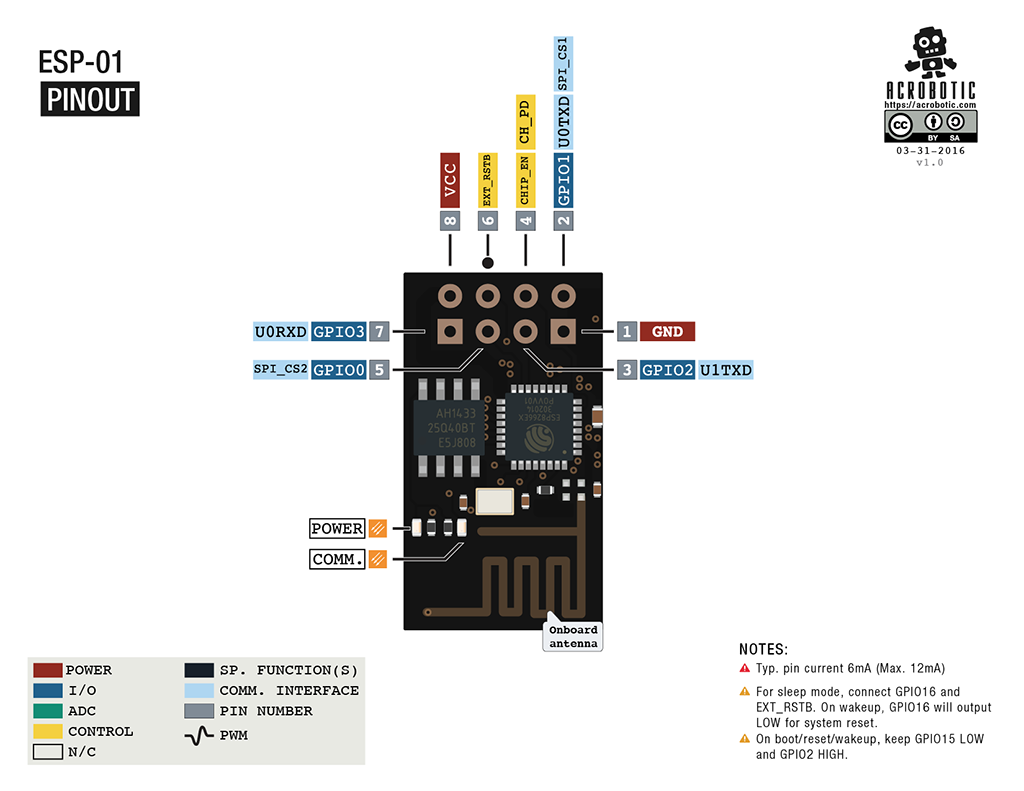 ESP-01
PINOUT
ACROBOTIC
https://acrobotic.com
cc BY SA
03-31-2016
v1.0
SPI_CS1
CH_PD U0TXD
VCC EXT_RSTB CHIP_EN GPIO1
8 6 4 2
U0RXD GPIO3 7
1 GND
SPI_CS2 GPIO0 5
3 GPIO2 U1TXD
AH1433
25Q40BT
E5J808
ESP8266EX
302014
P0VV01
POWER
COMM.
Onboard
antenna
POWER
I/O
ADC
CONTROL
N/C
SP. FUNCTION(S)
COMM. INTERFACE
PIN NUMBER
PWM
NOTES:
Typ. pin current 6mA (Max. 12mA)
For sleep mode, connect GPIO16 and
EXT_RSTB. On wakeup, GPIO16 will output
LOW for system reset.
On boot/reset/wakeup, keep GPIO15 LOW
and GPIO2 HIGH.